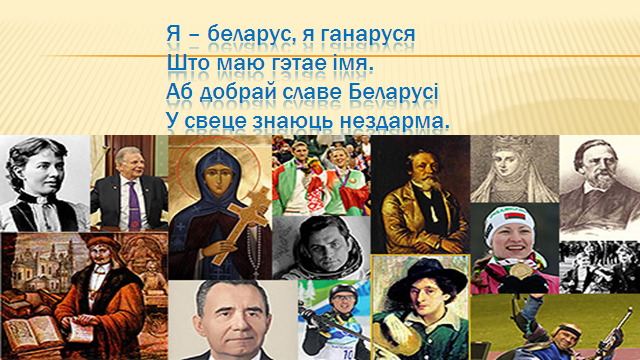 Я – беларус, я ганаруся
Што маю гэтае імя.
Аб добрай славе Беларусі
У свеце знаюць нездарма.